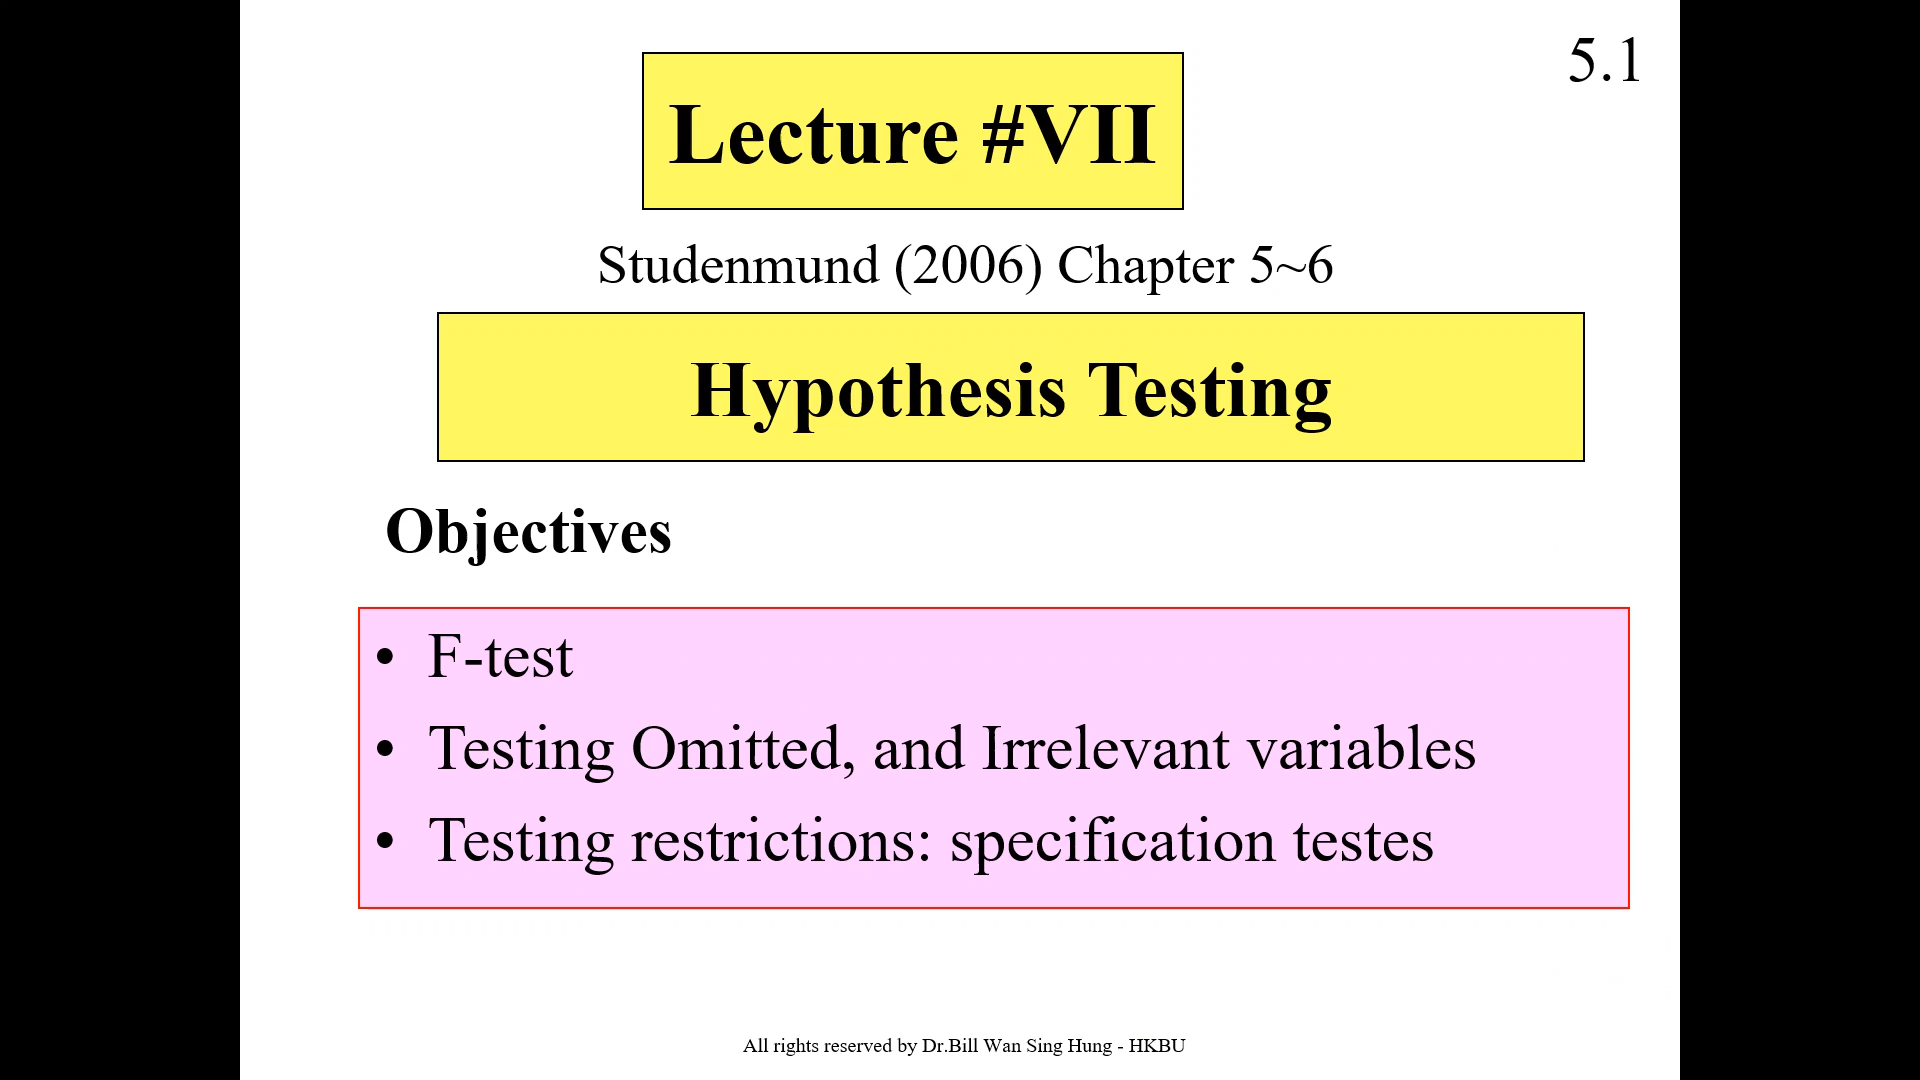 5.1
Lecture #VII
Studenmund (2006) Chapter 5~6
Hypothesis Testing
Objectives
• F-test
• Testing Omitted, and Irrelevant variables
• Testing restrictions: specification testes
All rights reserved by Dr.Bill Wan Sing Hung - HKBU